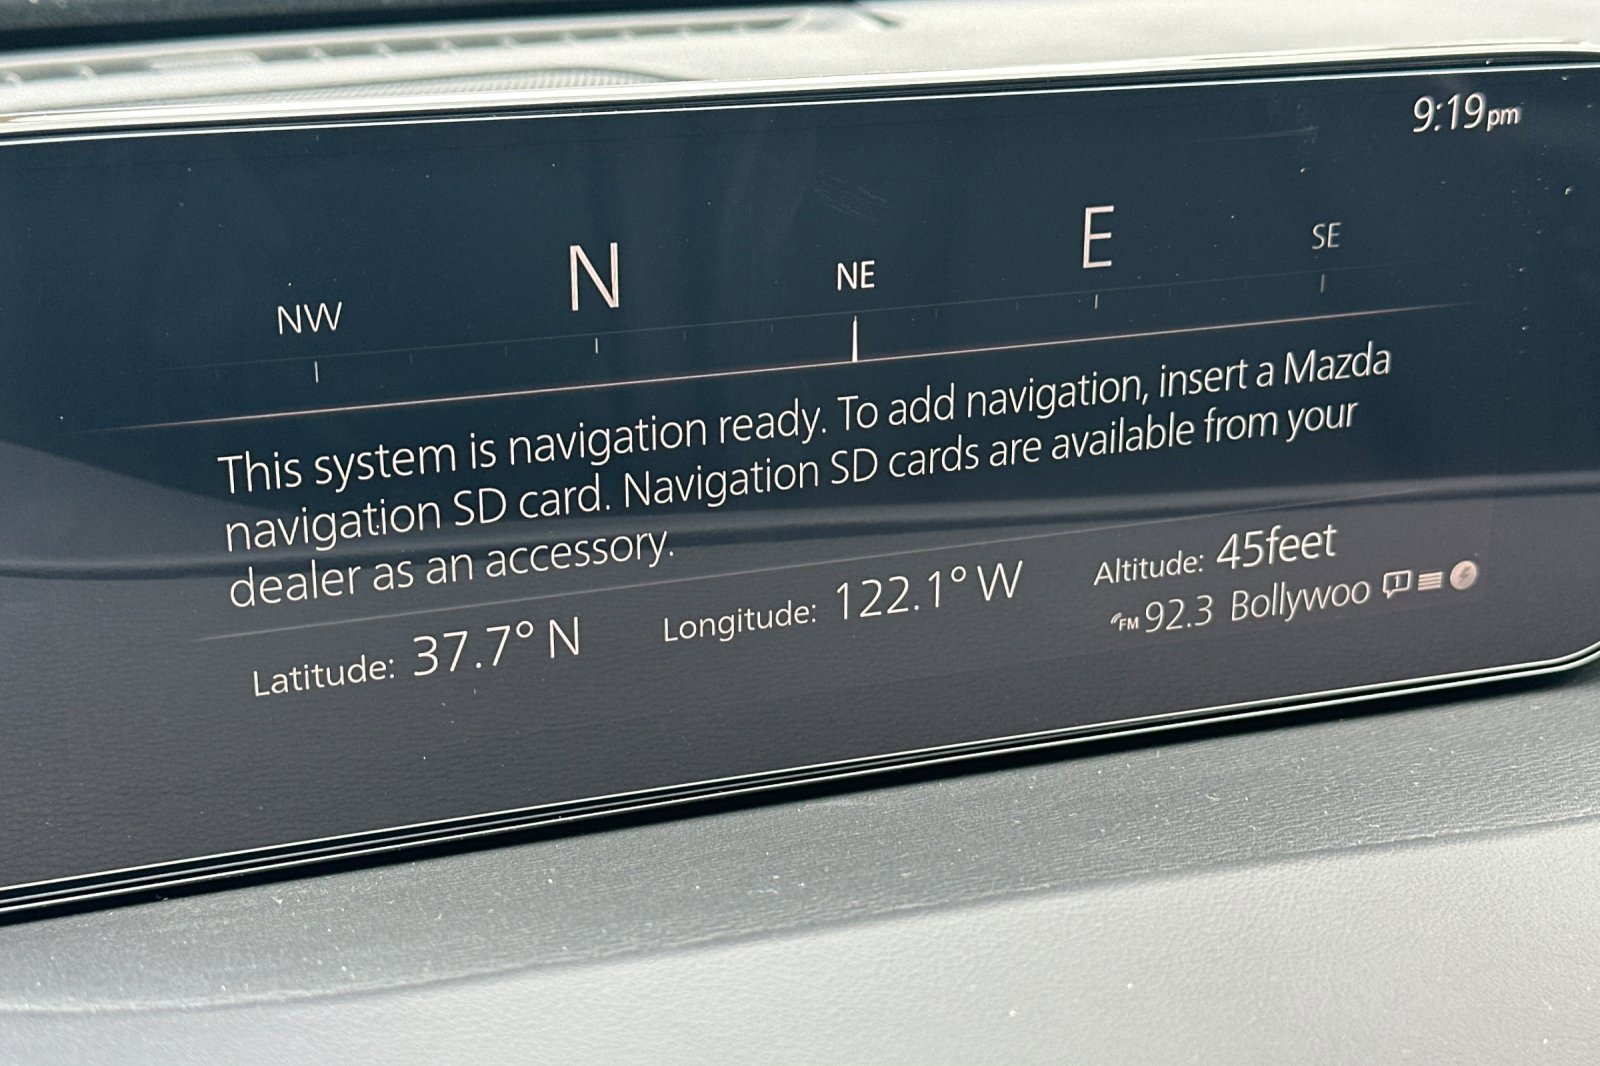 9:19pm
NW N NE E SE
This system is navigation ready. To add navigation, insert a Mazda
navigation SD card. Navigation SD cards are available from your
dealer as an accessory.
Latitude: 37.7° N Longitude: 122.1° W Altitude: 45feet
FM 92.3 Bollywoo 1